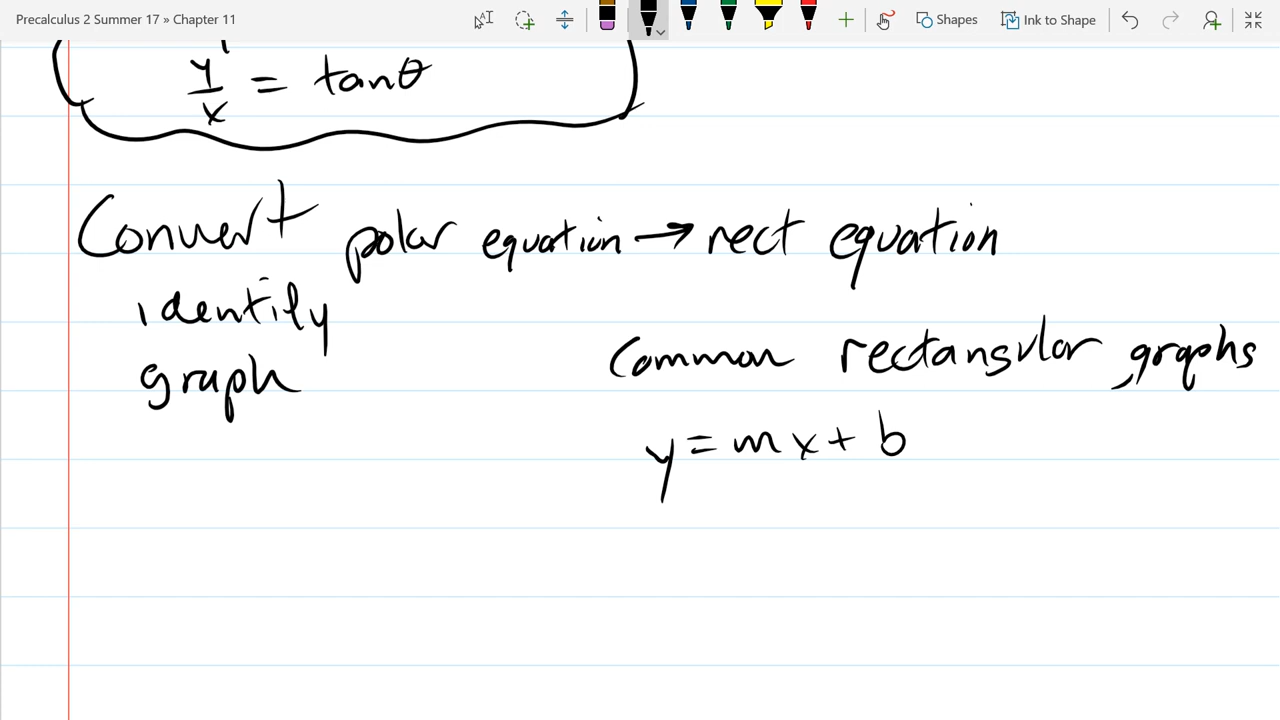 Precalculus 2 Summer 17 » Chapter 11
Shapes
Ink to Shape
y/x = tanθ
Convert polar equation → rect equation
identify
graph
Common rectangular graphs
y = mx + b